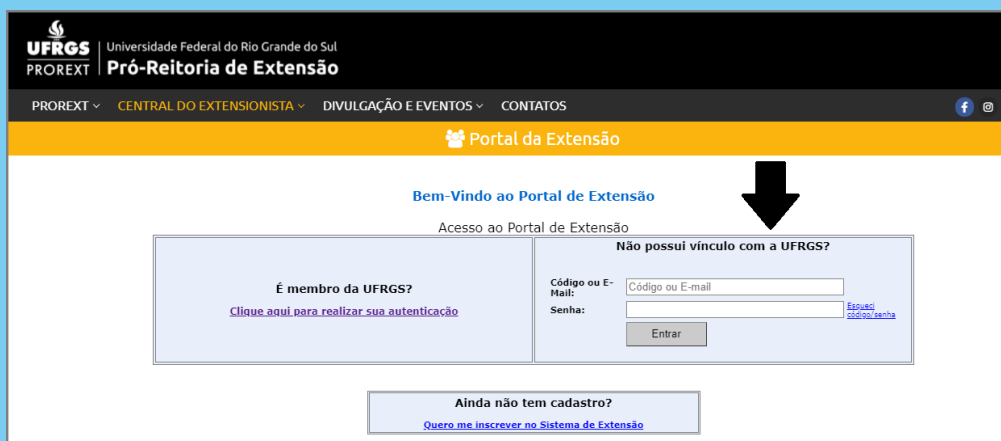 UFRGS
PROREXT
Universidade Federal do Rio Grande do Sul
Pró-Reitoria de Extensão
PROREXT CENTRAL DO EXTENSIONISTA DIVULGAÇÃO E EVENTOS CONTATOS
Portal da Extensão
Bem-Vindo ao Portal de Extensão
Acesso ao Portal de Extensão
É membro da UFRGS?
Clique aqui para realizar sua autenticação
Não possui vínculo com a UFRGS?
Código ou E-
Mail:
Código ou E-mail
Senha:
Esqueci
código/senha
Entrar
Ainda não tem cadastro?
Quero me inscrever no Sistema de Extensão